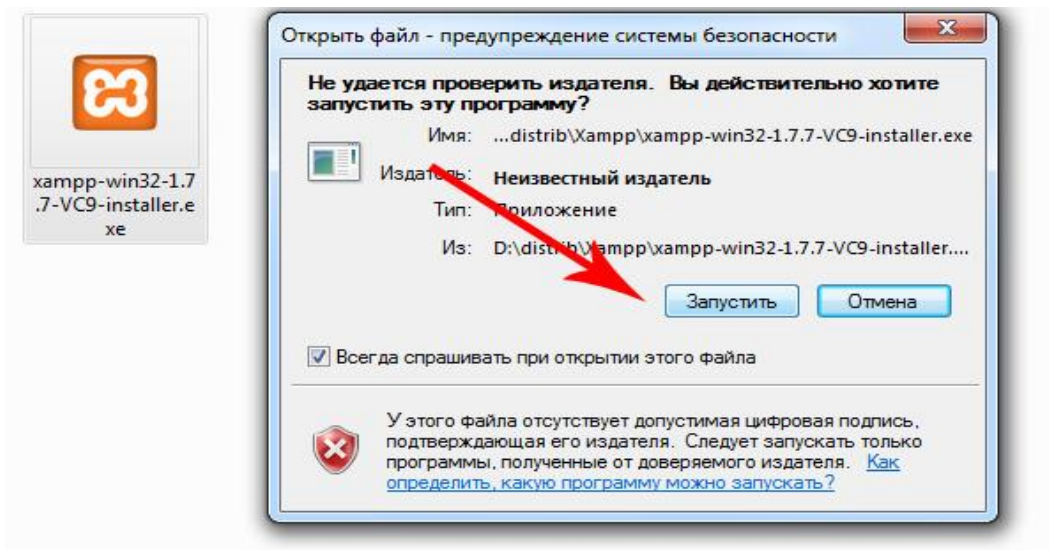 xampp-win32-1.7
.7-VC9-installer.e
xe
Открыть файл - предупреждение системы безопасности
Не удается проверить издателя. Вы действительно хотите
запустить эту программу?
Имя: ...distrib\Xampp\xampp-win32-1.7.7-VC9-installer.exe
Издатель: Неизвестный издатель
Тип: Приложение
Из: D:\distrib\Xampp\xampp-win32-1.7.7-VC9-installer....
Запустить Отмена
Всегда спрашивать при открытии этого файла
У этого файла отсутствует допустимая цифровая подпись,
подтверждающая его издателя. Следует запускать только
программы, полученные от доверяемого издателя. Как
определить, какую программу можно запускать?